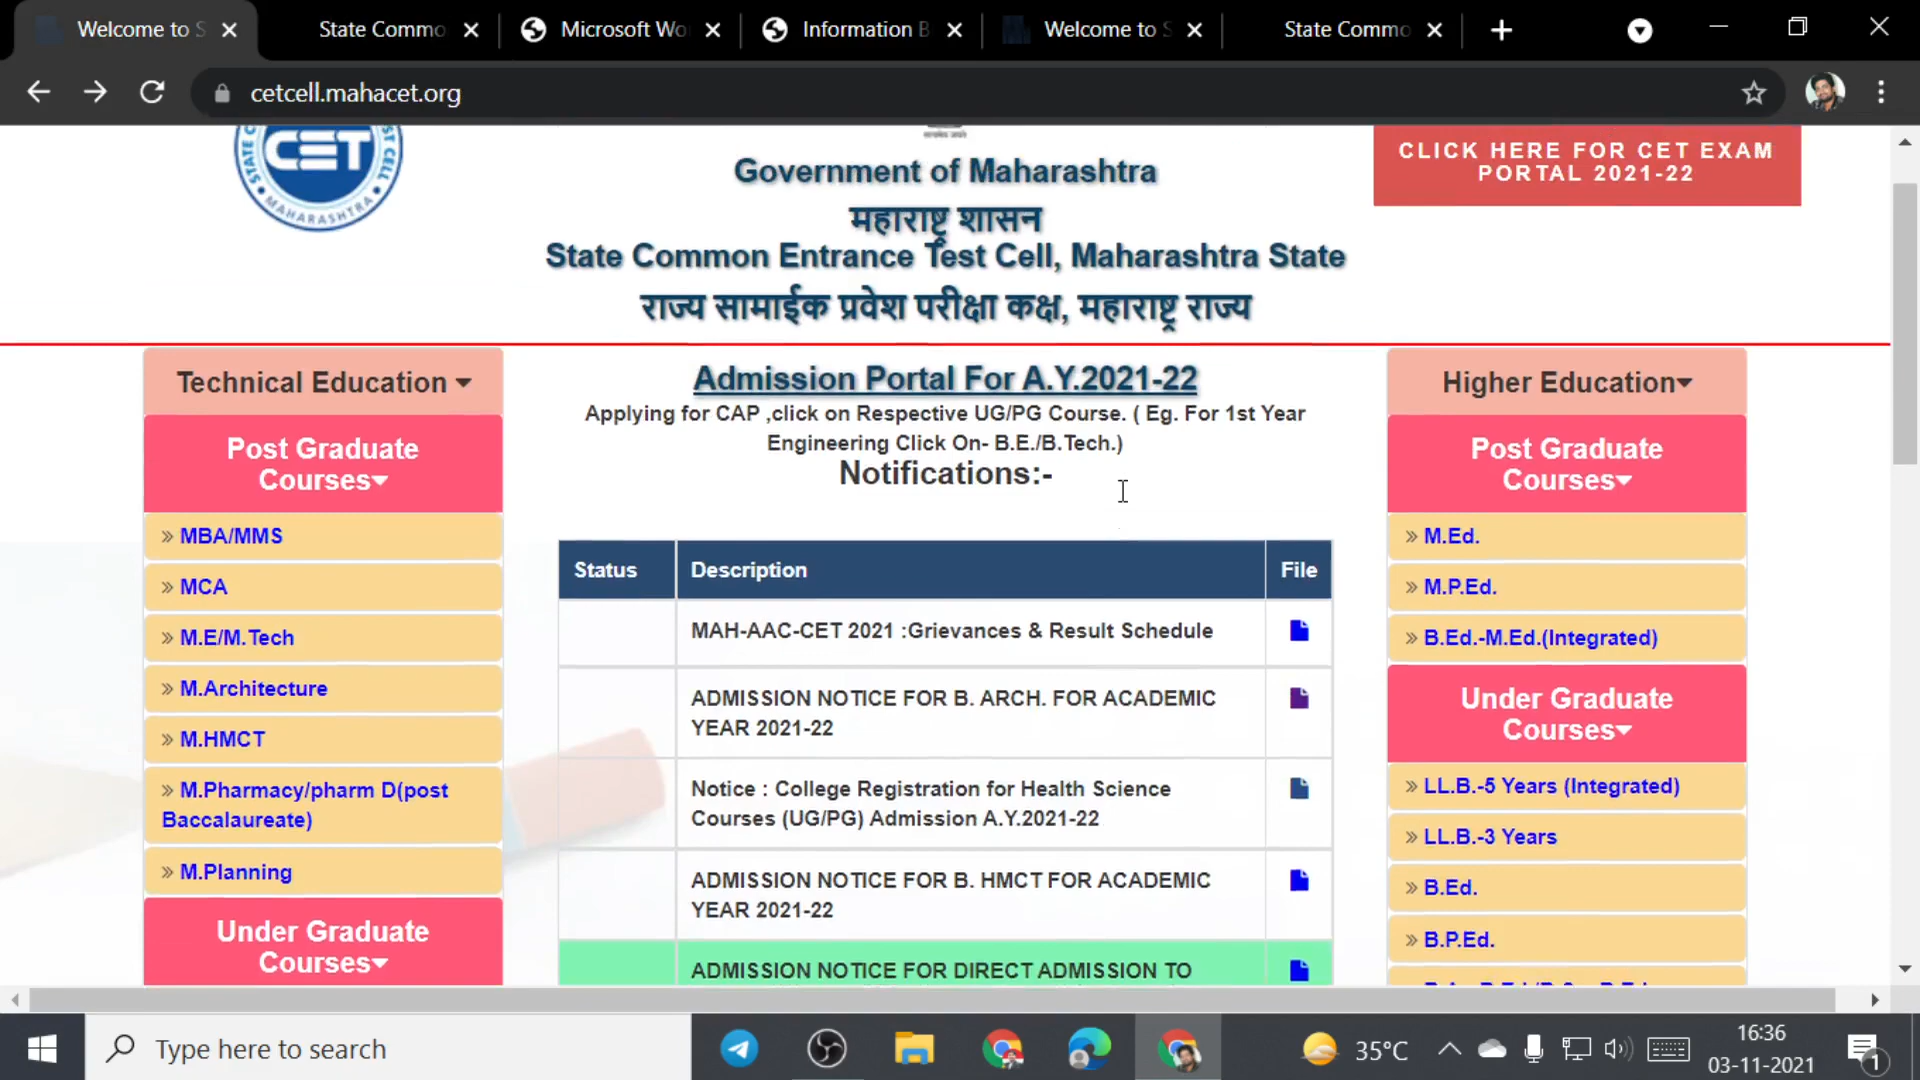 Welcome to S
State Commo
Microsoft Wo
Information B
Welcome to S
State Commo
cetcell.mahacet.org
CET
MAHARASHTRA
सत्यमेव जयते
Government of Maharashtra
महाराष्ट्र शासन
State Common Entrance Test Cell, Maharashtra State
राज्य सामाईक प्रवेश परीक्षा कक्ष, महाराष्ट्र राज्य
CLICK HERE FOR CET EXAM
PORTAL 2021-22
Technical Education
Post Graduate
Courses
» MBA/MMS
» MCA
» M.E/M.Tech
» M.Architecture
» M.HMCT
» M.Pharmacy/pharm D(post
Baccalaureate)
» M.Planning
Under Graduate
Courses
Admission Portal For A.Y.2021-22
Applying for CAP ,click on Respective UG/PG Course. ( Eg. For 1st Year
Engineering Click On- B.E./B.Tech.)
Notifications:-
Status Description File
MAH-AAC-CET 2021 :Grievances & Result Schedule
ADMISSION NOTICE FOR B. ARCH. FOR ACADEMIC
YEAR 2021-22
Notice : College Registration for Health Science
Courses (UG/PG) Admission A.Y.2021-22
ADMISSION NOTICE FOR B. HMCT FOR ACADEMIC
YEAR 2021-22
ADMISSION NOTICE FOR DIRECT ADMISSION TO
Higher Education
Post Graduate
Courses
» M.Ed.
» M.P.Ed.
» B.Ed.-M.Ed.(Integrated)
Under Graduate
Courses
» LL.B.-5 Years (Integrated)
» LL.B.-3 Years
» B.Ed.
» B.P.Ed.
Type here to search
35°C
16:36
03-11-2021
1